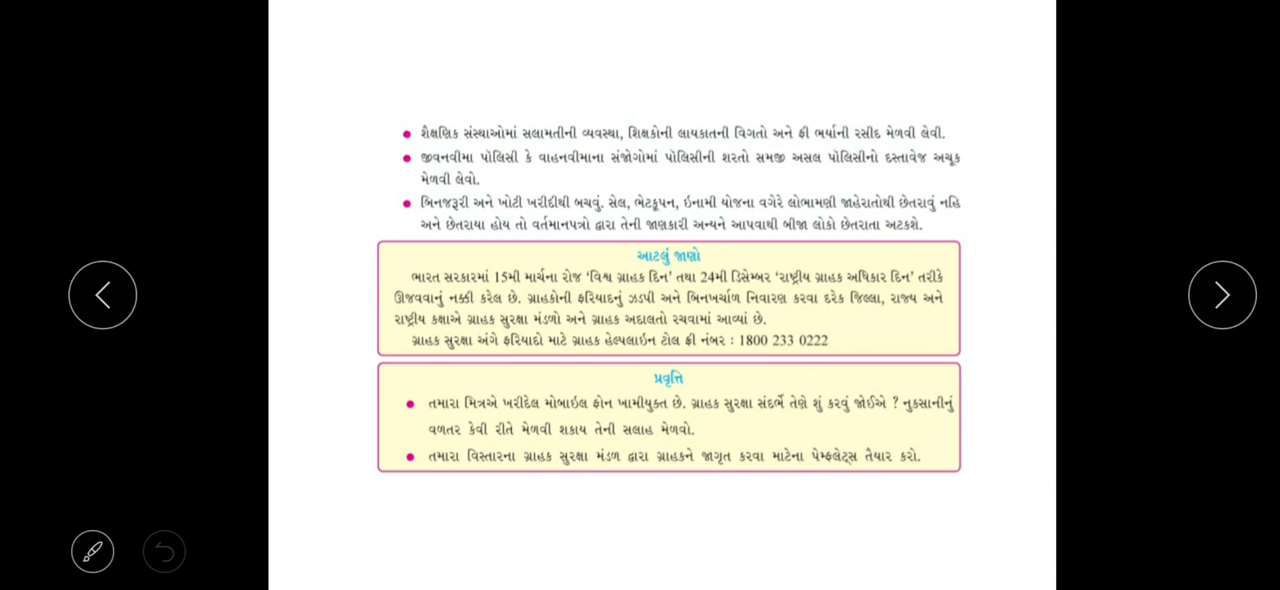 ● શૈક્ષણિક સંસ્થાઓમાં સલામતીની વ્યવસ્થા, શિક્ષકોની લાયકાતની વિગતો અને ફી ભર્યાની રસીદ મેળવી લેવી.
● જીવનવીમા પૉલિસી કે વાહનવીમાના સંજોગોમાં પૉલિસીની શરતો સમજી અસલ પૉલિસીનો દસ્તાવેજ અચૂક
મેળવી લેવો.
● બિનજરૂરી અને ખોટી ખરીદીથી બચવું. સેલ, ભેટકૂપન, ઇનામી યોજના વગેરે લોભામણી જાહેરાતોથી છેતરાવું નહિ
અને છેતરાયા હોય તો વર્તમાનપત્રો દ્વારા તેની જાણકારી અન્યને આપવાથી બીજા લોકો છેતરાતા અટકશે.
આટલું જાણો
ભારત સરકારમાં 15મી માર્ચના રોજ ‘વિશ્વ ગ્રાહક દિન’ તથા 24મી ડિસેમ્બર ‘રાષ્ટ્રીય ગ્રાહક અધિકાર દિન’ તરીકે
ઊજવવાનું નક્કી કરેલ છે. ગ્રાહકોની ફરિયાદનું ઝડપી અને બિનખર્ચાળ નિવારણ કરવા દરેક જિલ્લા, રાજ્ય અને
રાષ્ટ્રીય કક્ષાએ ગ્રાહક સુરક્ષા મંડળો અને ગ્રાહક અદાલતો રચવામાં આવ્યાં છે.
ગ્રાહક સુરક્ષા અંગે ફરિયાદો માટે ગ્રાહક હેલ્પલાઇન ટોલ ફ્રી નંબર : 1800 233 0222
પ્રવૃત્તિ
● તમારા મિત્રએ ખરીદેલ મોબાઇલ ફોન ખામીયુક્ત છે. ગ્રાહક સુરક્ષા સંદર્ભે તેણે શું કરવું જોઈએ ? નુકસાનીનું
વળતર કેવી રીતે મેળવી શકાય તેની સલાહ મેળવો.
● તમારા વિસ્તારના ગ્રાહક સુરક્ષા મંડળ દ્વારા ગ્રાહકને જાગૃત કરવા માટેના પેમ્ફલેટ્સ તૈયાર કરો.